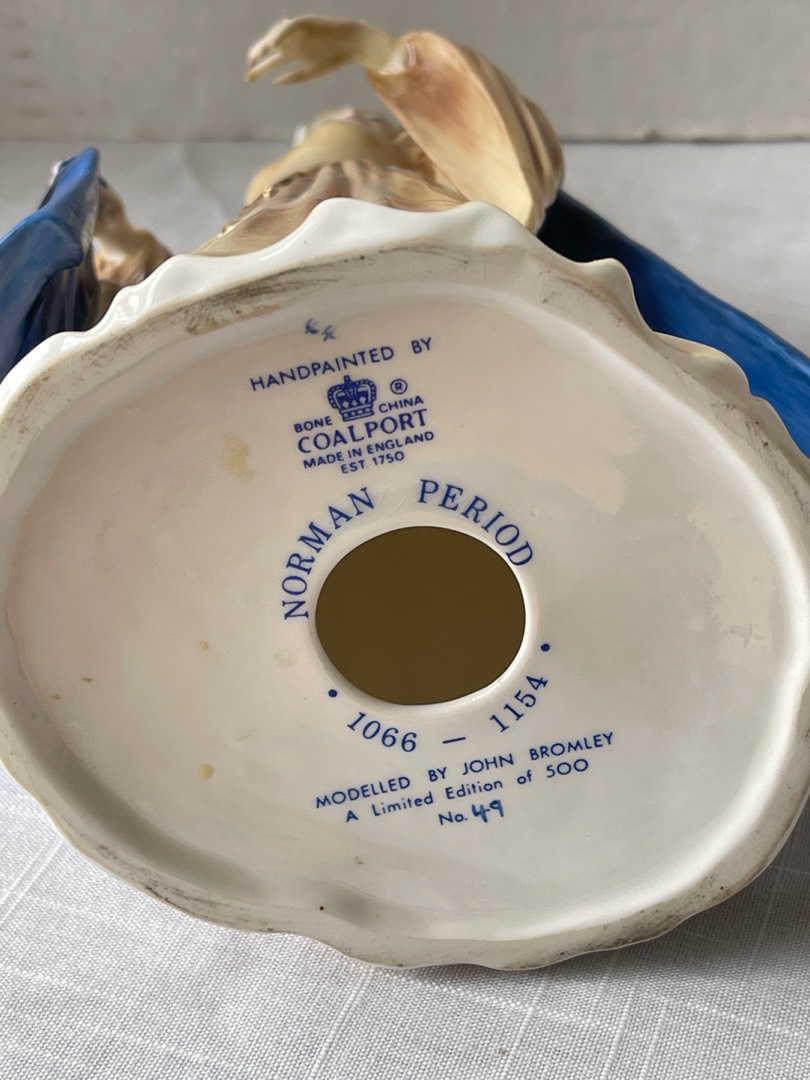 HANDPAINTED BY
®
BONE CHINA
COALPORT
MADE IN ENGLAND
EST. 1750
NORMAN PERIOD
• 1066 — 1154 •
MODELLED BY JOHN BROMLEY
A Limited Edition of 500
No. 49